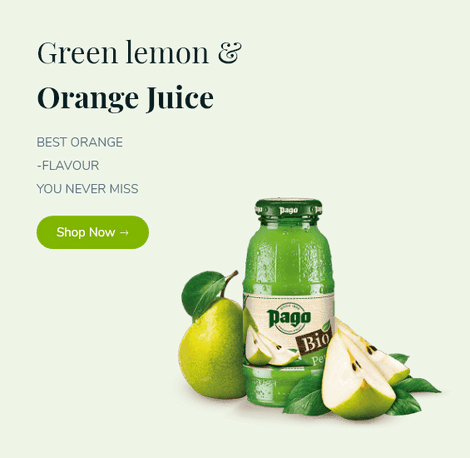 Green lemon &
Orange Juice
BEST ORANGE
-FLAVOUR
YOU NEVER MISS
Shop Now →
Pago
Pago
Bio